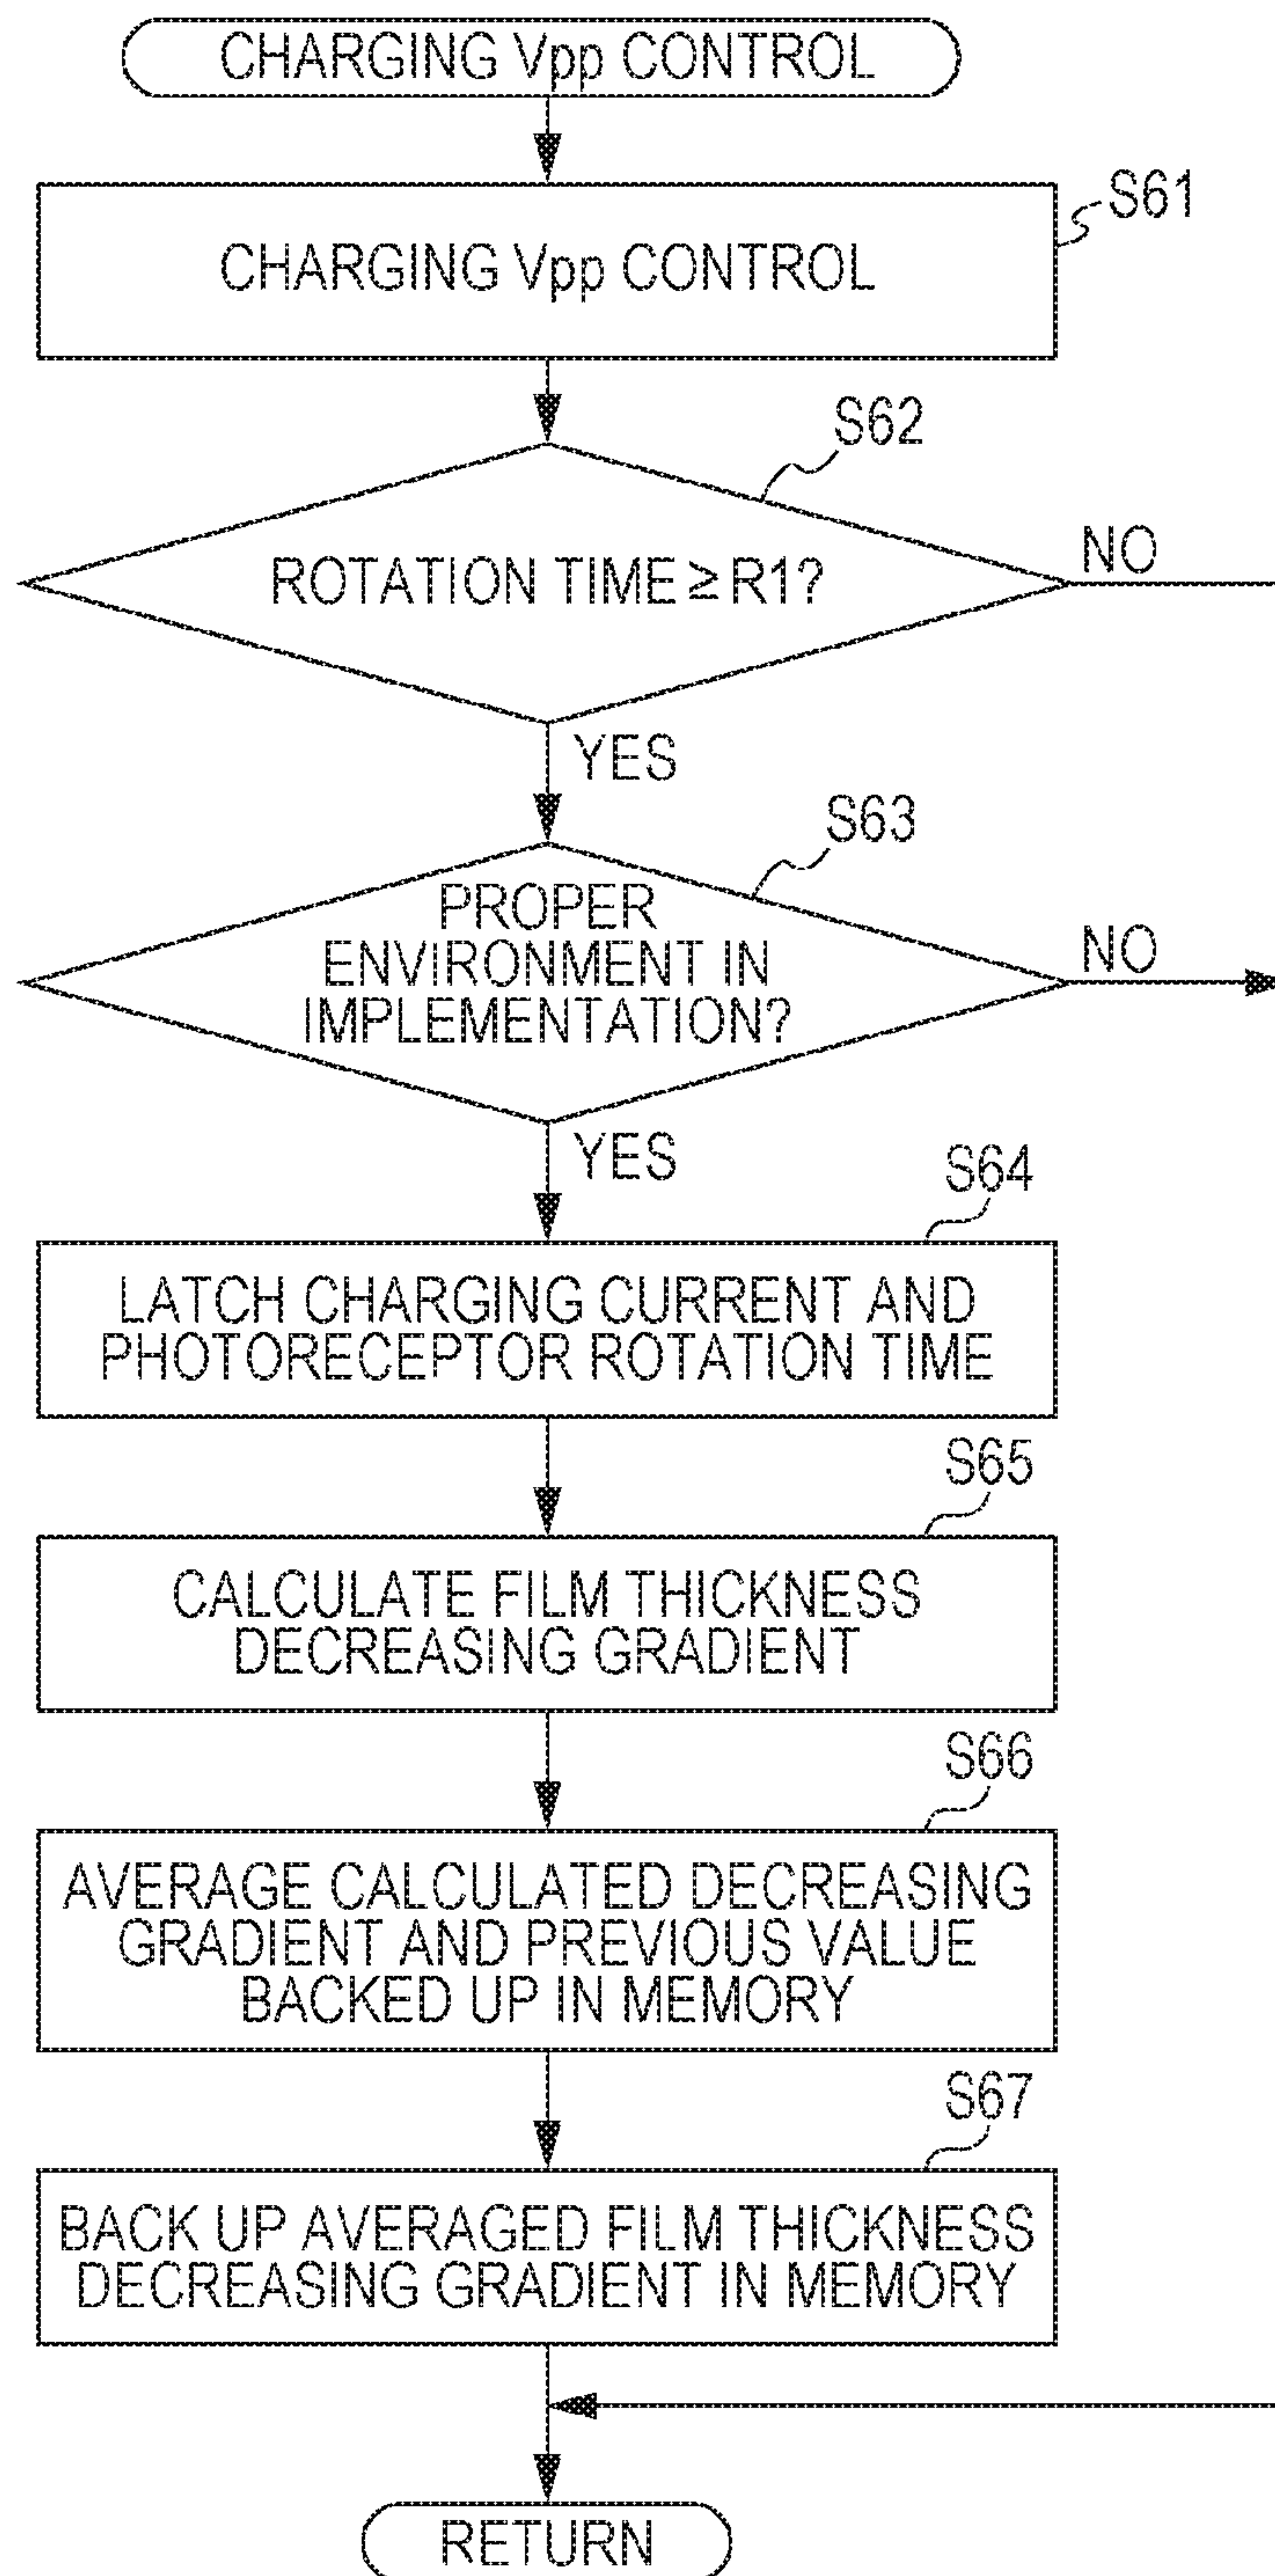 CHARGING Vpp CONTROL
S61
CHARGING Vpp CONTROL
S62
ROTATION TIME ≥ R1?
NO
YES
S63
PROPER
ENVIRONMENT IN
IMPLEMENTATION?
NO
YES
S64
LATCH CHARGING CURRENT AND
PHOTORECEPTOR ROTATION TIME
S65
CALCULATE FILM THICKNESS
DECREASING GRADIENT
S66
AVERAGE CALCULATED DECREASING
GRADIENT AND PREVIOUS VALUE
BACKED UP IN MEMORY
S67
BACK UP AVERAGED FILM THICKNESS
DECREASING GRADIENT IN MEMORY
RETURN